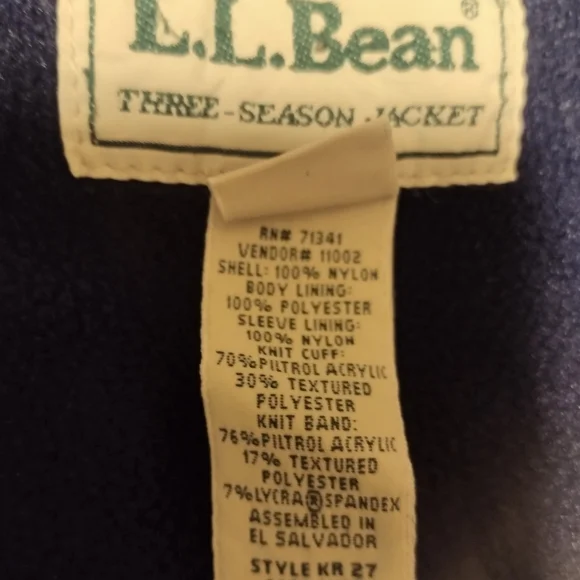 L.L.Bean®
THREE-SEASON JACKET
RN# 71341
VENDOR# 11002
SHELL: 100% NYLON
BODY LINING:
100% POLYESTER
SLEEVE LINING:
100% NYLON
KNIT CUFF:
70%PILTROL ACRYLIC
30% TEXTURED
POLYESTER
KNIT BAND:
76%PILTROL ACRYLIC
17% TEXTURED
POLYESTER
7%LYCRA®SPANDEX
ASSEMBLED IN
EL SALVADOR
STYLE KR 27